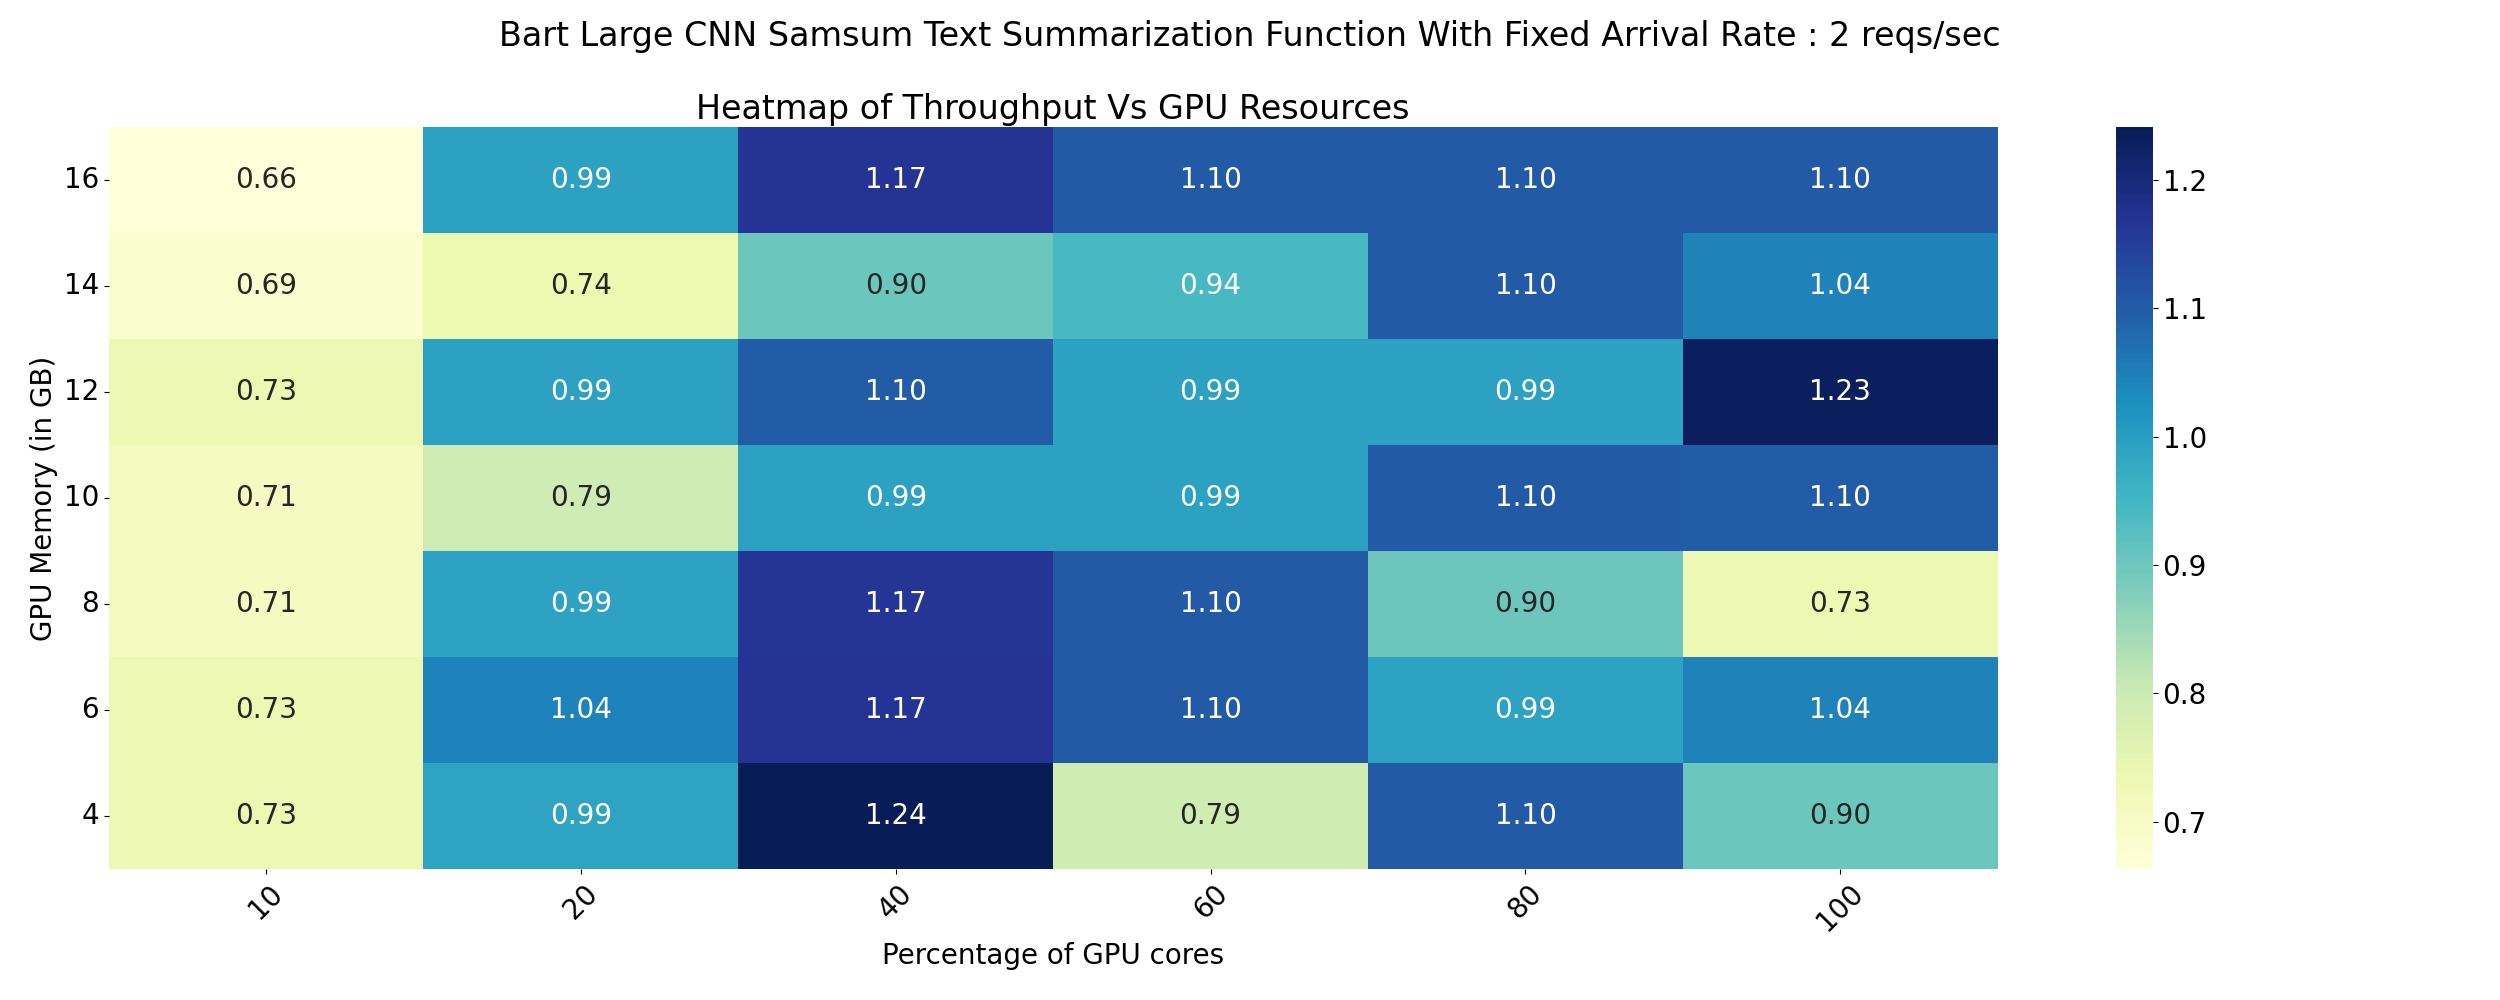 Bart Large CNN Samsum Text Summarization Function With Fixed Arrival Rate : 2 reqs/sec
Heatmap of Throughput Vs GPU Resources
16 0.66 0.99 1.17 1.10 1.10 1.10
14 0.69 0.74 0.90 0.94 1.10 1.04
12 0.73 0.99 1.10 0.99 0.99 1.23
10 0.71 0.79 0.99 0.99 1.10 1.10
8 0.71 0.99 1.17 1.10 0.90 0.73
6 0.73 1.04 1.17 1.10 0.99 1.04
4 0.73 0.99 1.24 0.79 1.10 0.90
10 20 40 60 80 100
Percentage of GPU cores
GPU Memory (in GB)
1.2
1.1
1.0
0.9
0.8
0.7